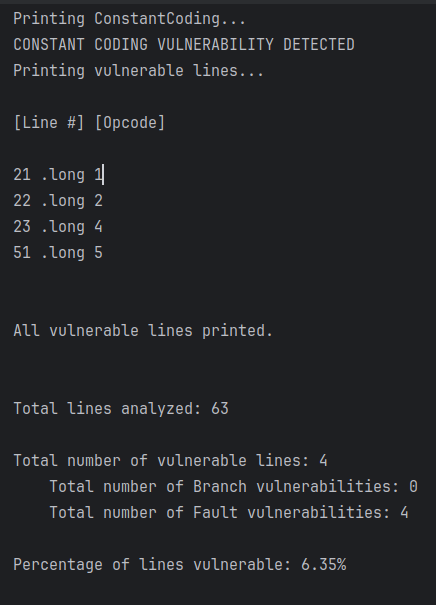 Printing ConstantCoding...
CONSTANT CODING VULNERABILITY DETECTED
Printing vulnerable lines...
[Line #] [Opcode]
21 .long 1
22 .long 2
23 .long 4
51 .long 5
All vulnerable lines printed.
Total lines analyzed: 63
Total number of vulnerable lines: 4
Total number of Branch vulnerabilities: 0
Total number of Fault vulnerabilities: 4
Percentage of lines vulnerable: 6.35%